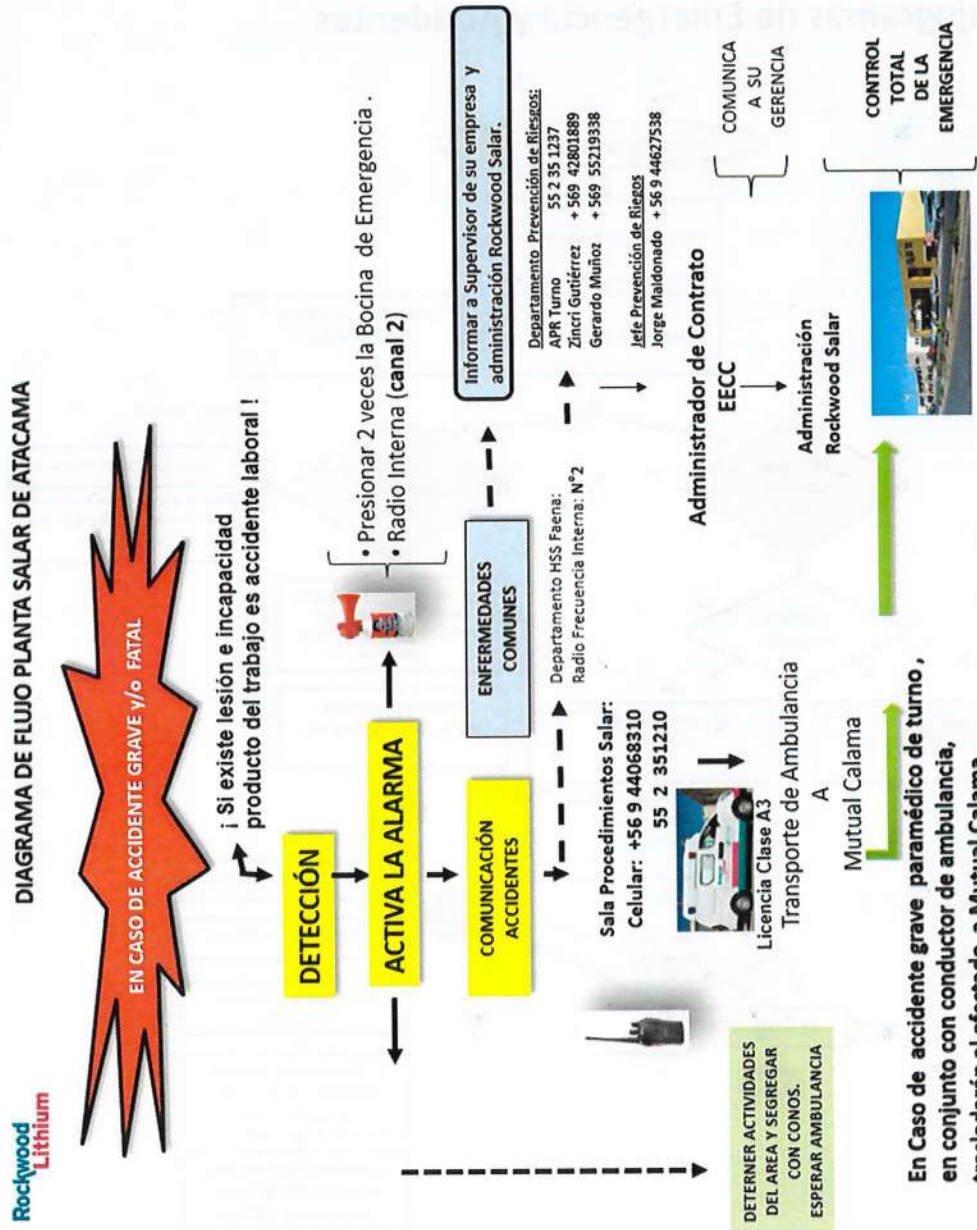 Rockwood
Lithium
DIAGRAMA DE FLUJO PLANTA SALAR DE ATACAMA
EN CASO DE ACCIDENTE GRAVE y/o FATAL
¡ Si existe lesión e incapacidad
producto del trabajo es accidente laboral !
DETECCIÓN
ACTIVA LA ALARMA
• Presionar 2 veces la Bocina de Emergencia .
• Radio Interna (canal 2)
COMUNICACIÓN
ACCIDENTES
ENFERMEDADES
COMUNES
Informar a Supervisor de su empresa y
administración Rockwood Salar.
Departamento HSS Faena:
Radio Frecuencia Interna: N°2
Departamento Prevención de Riesgos:
APR Turno 55 2 35 1237
Zincri Gutiérrez + 569 42801889
Gerardo Muñoz + 569 55219338
Jefe Prevención de Riegos
Jorge Maldonado + 56 9 44627538
Sala Procedimientos Salar:
Celular: +56 9 44068310
55 2 351210
Licencia Clase A3
Transporte de Ambulancia
A
Mutual Calama
Administrador de Contrato
EECC
COMUNICA
A SU
GERENCIA
Administración
Rockwood Salar
CONTROL
TOTAL
DE LA
EMERGENCIA
DETERNER ACTIVIDADES
DEL AREA Y SEGREGAR
CON CONOS.
ESPERAR AMBULANCIA
En Caso de accidente grave paramédico de turno ,
en conjunto con conductor de ambulancia,
trasladarán al afectado a Mutual Calama